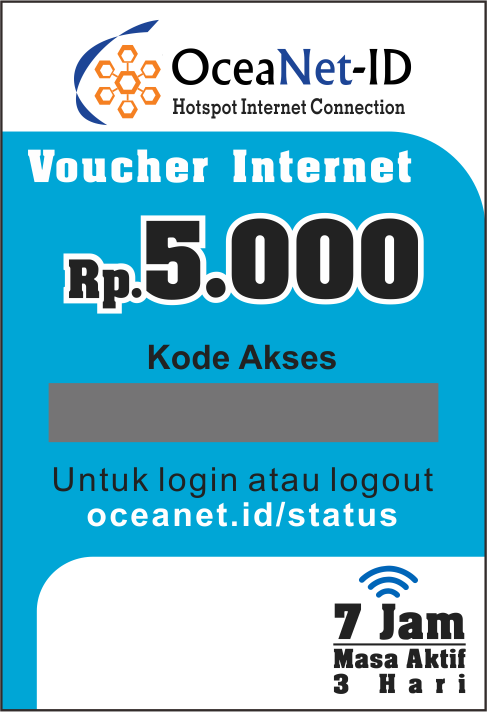 OceaNet-ID
Hotspot Internet Connection
Voucher Internet
Rp.5.000
Kode Akses
Untuk login atau logout
oceanet.id/status
7 Jam
Masa Aktif
3 Hari